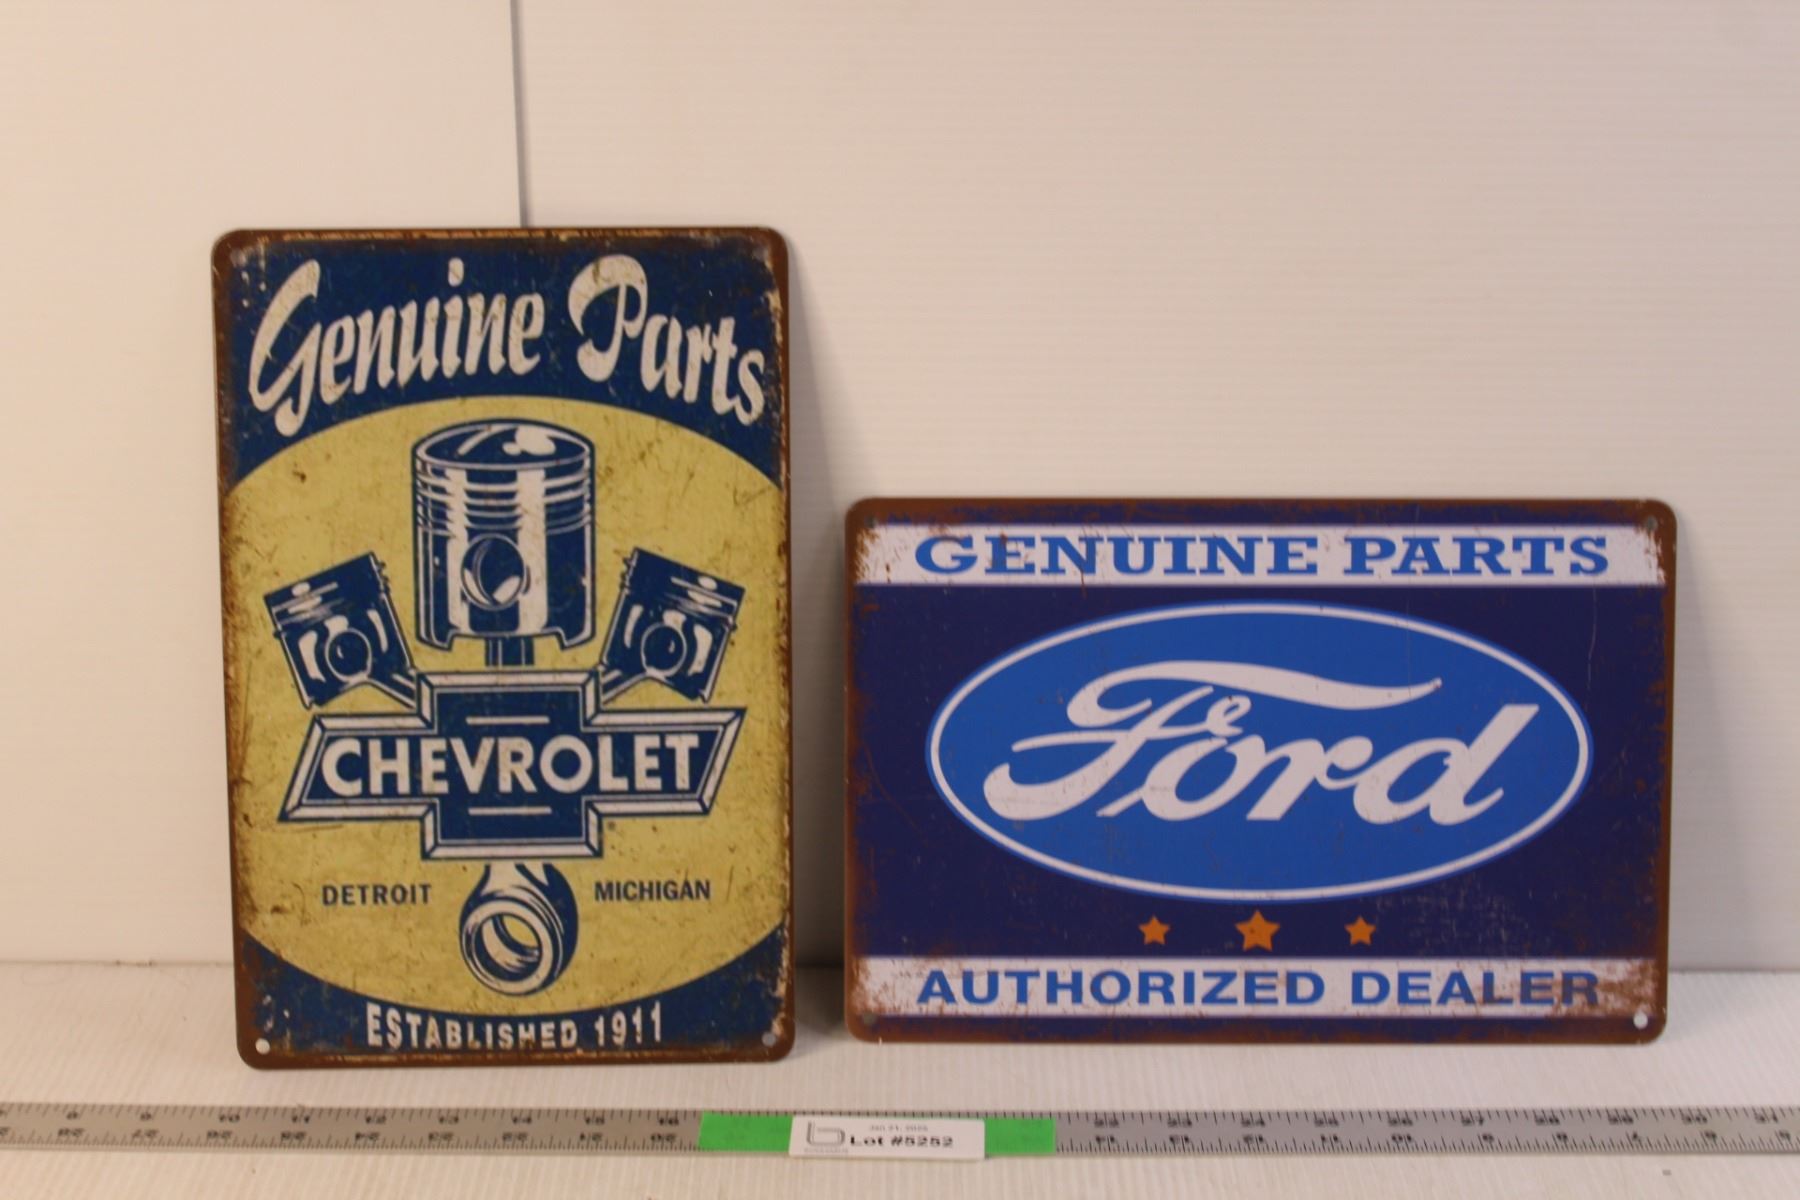 Genuine Parts
CHEVROLET
DETROIT MICHIGAN
ESTABLISHED 1911
GENUINE PARTS
Ford
AUTHORIZED DEALER
Lot #5252